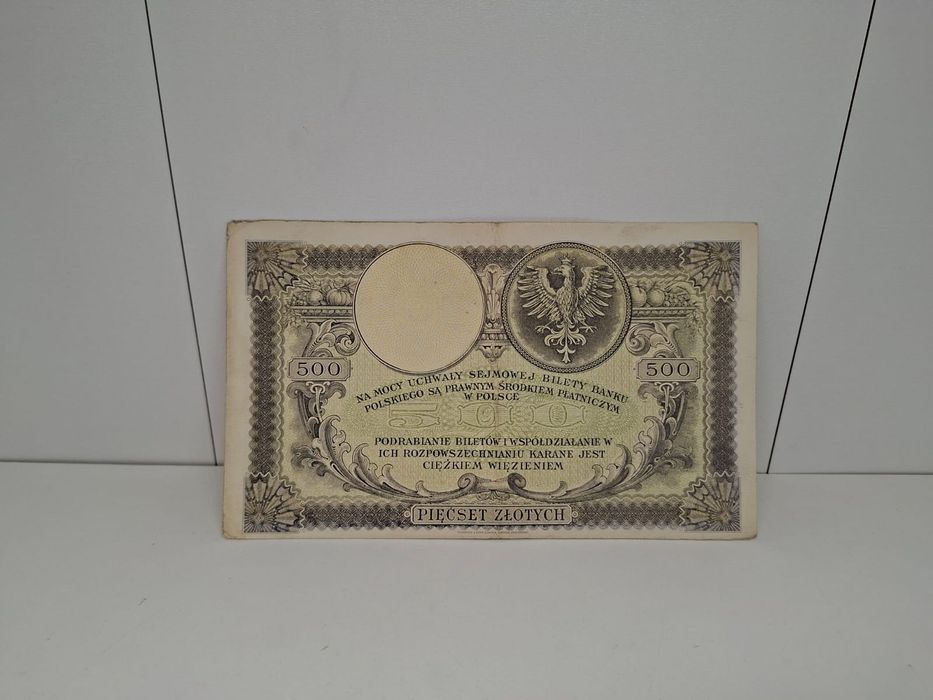 500
500
NA MOCY UCHWAŁY SEJMOWEJ BILETY BANKU
POLSKIEGO SĄ PRAWNYM ŚRODKIEM PŁATNICZYM
W POLSCE
500
PODRABIANIE BILETÓW I WSPÓŁDZIAŁANIE W
ICH ROZPOWSZECHNIANIU KARANE JEST
CIĘŻKIEM WIĘZIENIEM
PIĘĆSET ZŁOTYCH